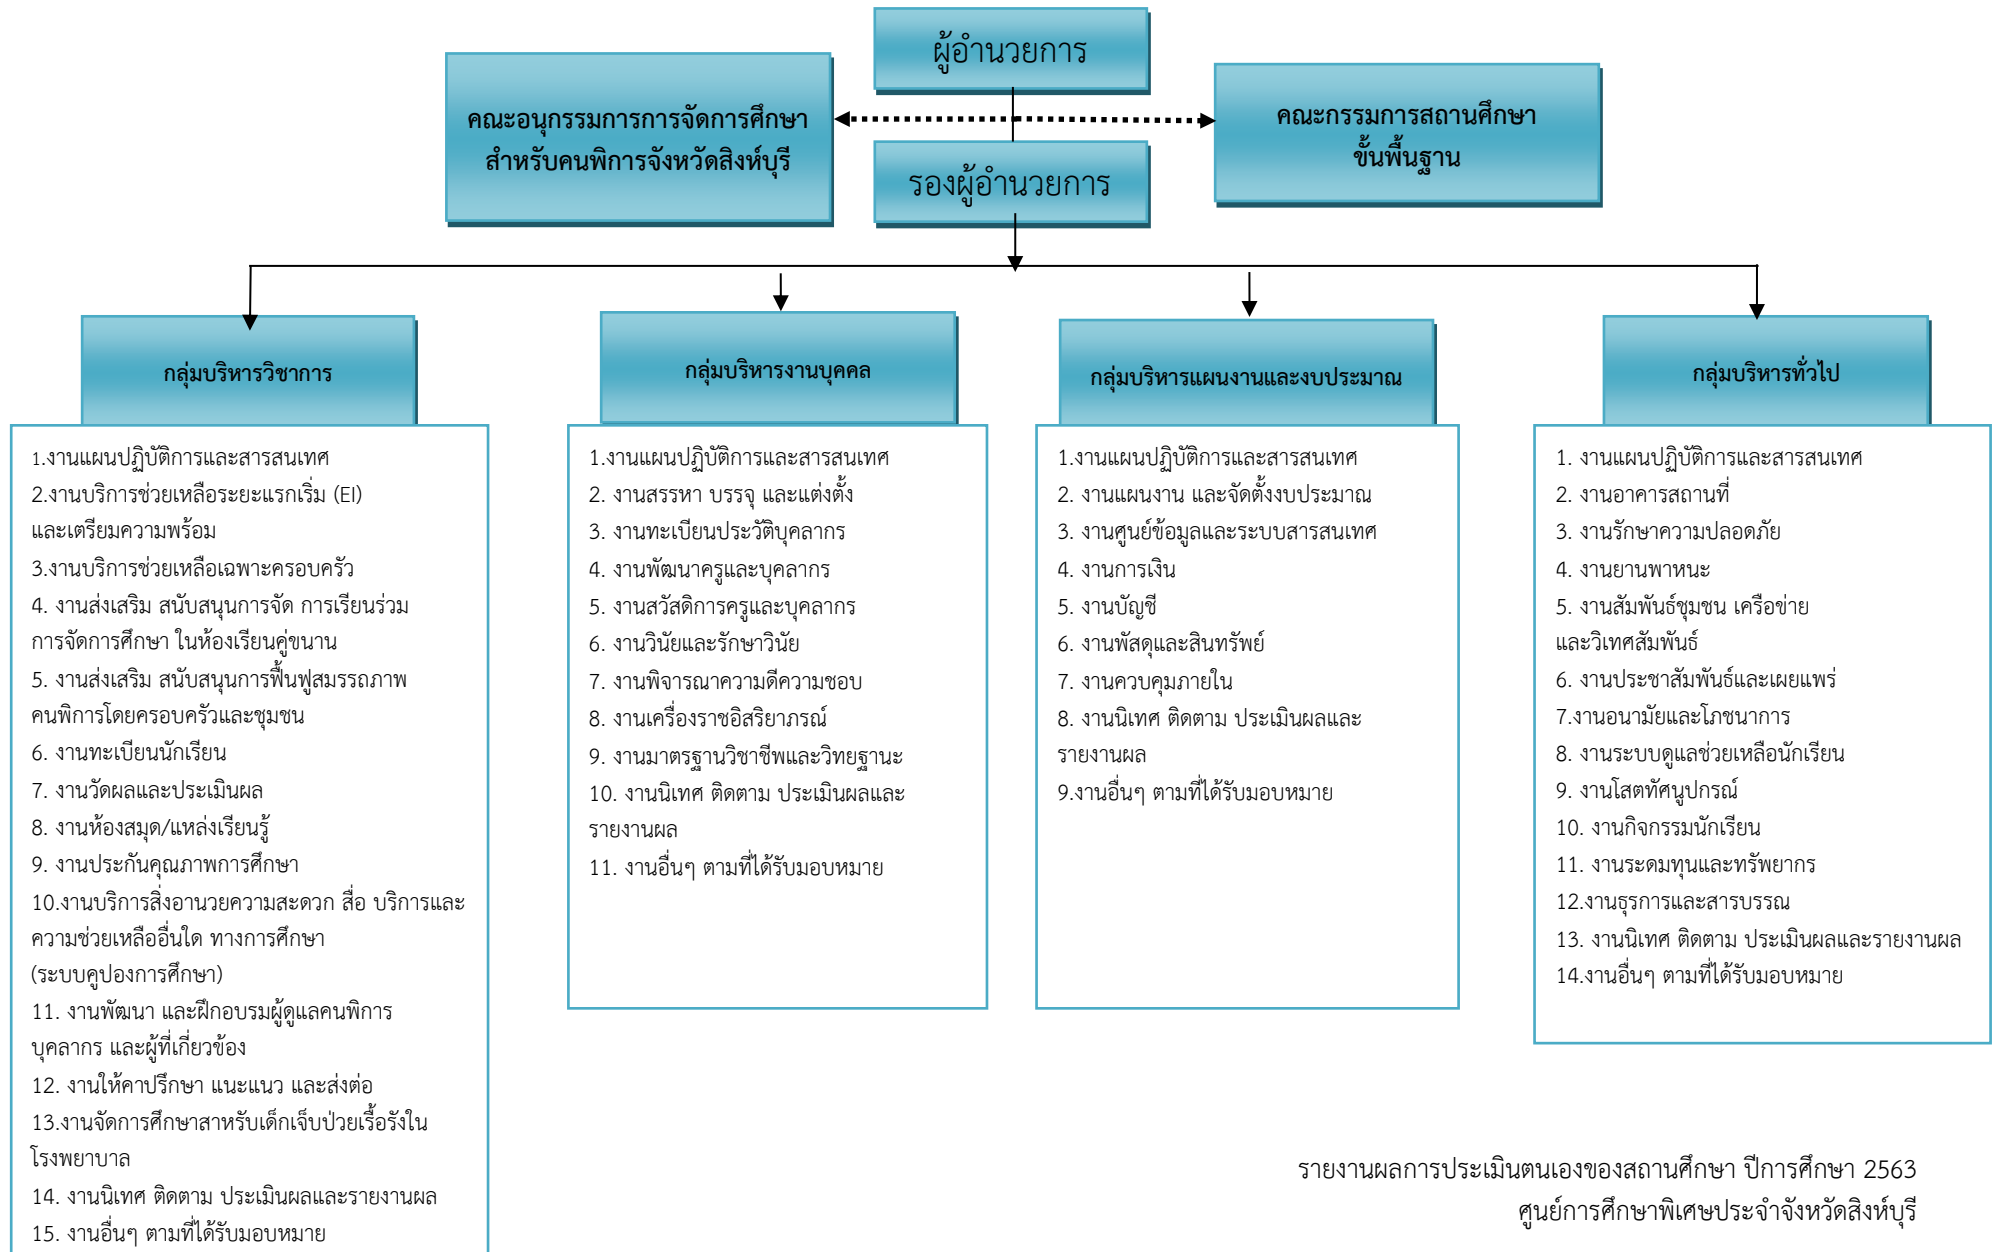 ผู้อำนวยการ
คณะอนุกรรมการการจัดการศึกษา
สำหรับคนพิการจังหวัดสิงห์บุรี
คณะกรรมการสถานศึกษา
ขั้นพื้นฐาน
รองผู้อำนวยการ
กลุ่มบริหารวิชาการ
1.งานแผนปฏิบัติการและสารสนเทศ
2.งานบริการช่วยเหลือระยะแรกเริ่ม (EI)
และเตรียมความพร้อม
3.งานบริการช่วยเหลือเฉพาะครอบครัว
4. งานส่งเสริม สนับสนุนการจัด การเรียนร่วม
การจัดการศึกษา ในห้องเรียนคู่ขนาน
5. งานส่งเสริม สนับสนุนการฟื้นฟูสมรรถภาพ
คนพิการโดยครอบครัวและชุมชน
6. งานทะเบียนนักเรียน
7. งานวัดผลและประเมินผล
8. งานห้องสมุด/แหล่งเรียนรู้
9. งานประกันคุณภาพการศึกษา
10.งานบริการสิ่งอานวยความสะดวก สื่อ บริการและ
ความช่วยเหลืออื่นใด ทางการศึกษา
(ระบบคูปองการศึกษา)
11. งานพัฒนา และฝึกอบรมผู้ดูแลคนพิการ
บุคลากร และผู้ที่เกี่ยวข้อง
12. งานให้คาปรึกษา แนะแนว และส่งต่อ
13.งานจัดการศึกษาสาหรับเด็กเจ็บป่วยเรื้อรังใน
โรงพยาบาล
14. งานนิเทศ ติดตาม ประเมินผลและรายงานผล
15. งานอื่นๆ ตามที่ได้รับมอบหมาย
กลุ่มบริหารงานบุคคล
1.งานแผนปฏิบัติการและสารสนเทศ
2. งานสรรหา บรรจุ และแต่งตั้ง
3. งานทะเบียนประวัติบุคลากร
4. งานพัฒนาครูและบุคลากร
5. งานสวัสดิการครูและบุคลากร
6. งานวินัยและรักษาวินัย
7. งานพิจารณาความดีความชอบ
8. งานเครื่องราชอิสริยาภรณ์
9. งานมาตรฐานวิชาชีพและวิทยฐานะ
10. งานนิเทศ ติดตาม ประเมินผลและ
รายงานผล
11. งานอื่นๆ ตามที่ได้รับมอบหมาย
กลุ่มบริหารแผนงานและงบประมาณ
1.งานแผนปฏิบัติการและสารสนเทศ
2. งานแผนงาน และจัดตั้งงบประมาณ
3. งานศูนย์ข้อมูลและระบบสารสนเทศ
4. งานการเงิน
5. งานบัญชี
6. งานพัสดุและสินทรัพย์
7. งานควบคุมภายใน
8. งานนิเทศ ติดตาม ประเมินผลและ
รายงานผล
9.งานอื่นๆ ตามที่ได้รับมอบหมาย
กลุ่มบริหารทั่วไป
1. งานแผนปฏิบัติการและสารสนเทศ
2. งานอาคารสถานที่
3. งานรักษาความปลอดภัย
4. งานยานพาหนะ
5. งานสัมพันธ์ชุมชน เครือข่าย
และวิเทศสัมพันธ์
6. งานประชาสัมพันธ์และเผยแพร่
7.งานอนามัยและโภชนาการ
8. งานระบบดูแลช่วยเหลือนักเรียน
9. งานโสตทัศนูปกรณ์
10. งานกิจกรรมนักเรียน
11. งานระดมทุนและทรัพยากร
12.งานธุรการและสารบรรณ
13. งานนิเทศ ติดตาม ประเมินผลและรายงานผล
14.งานอื่นๆ ตามที่ได้รับมอบหมาย
รายงานผลการประเมินตนเองของสถานศึกษา ปีการศึกษา 2563
ศูนย์การศึกษาพิเศษประจำจังหวัดสิงห์บุรี